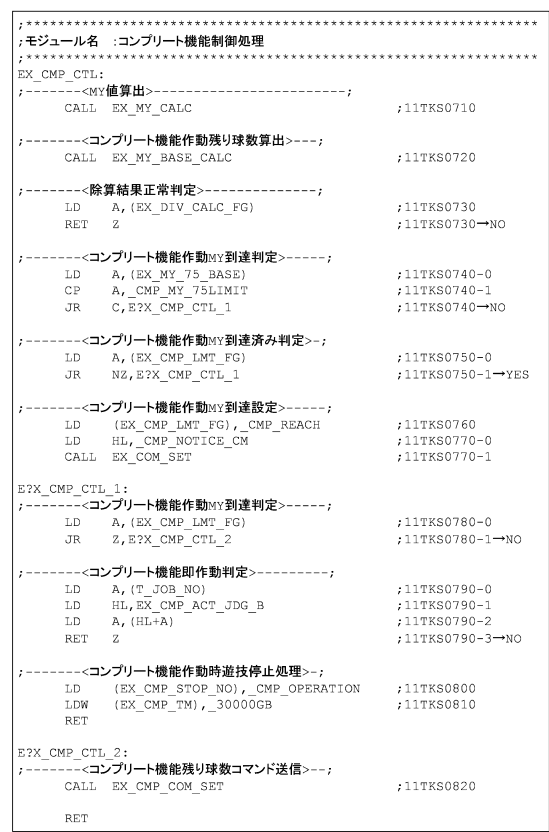 ;************************************************************
;モジュール名　:コンプリート機能制御処理
;************************************************************
EX_CMP_CTL:
;-------<MY値算出>-----------------------;
CALL EX_MY_CALC ;11TKS0710
;-------<コンプリート機能作動残り球数算出>---;
CALL EX_MY_BASE_CALC ;11TKS0720
;-------<除算結果正常判定>--------------;
LD A,(EX_DIV_CALC_FG) ;11TKS0730
RET Z ;11TKS0730→NO
;-------<コンプリート機能作動MY到達判定>-----;
LD A,(EX_MY_75_BASE) ;11TKS0740-0
CP A,_CMP_MY_75LIMIT ;11TKS0740-1
JR C,E?X_CMP_CTL_1 ;11TKS0740→NO
;-------<コンプリート機能作動MY到達済み判定>-;
LD A,(EX_CMP_LMT_FG) ;11TKS0750-0
JR NZ,E?X_CMP_CTL_1 ;11TKS0750-1→YES
;-------<コンプリート機能作動MY到達設定>-----;
LD (EX_CMP_LMT_FG),_CMP_REACH ;11TKS0760
LD HL,_CMP_NOTICE_CM ;11TKS0770-0
CALL EX_COM_SET ;11TKS0770-1
E?X_CMP_CTL_1:
;-------<コンプリート機能作動MY到達判定>-----;
LD A,(EX_CMP_LMT_FG) ;11TKS0780-0
JR Z,E?X_CMP_CTL_2 ;11TKS0780-1→NO
;-------<コンプリート機能即作動判定>---------;
LD A,(T_JOB_NO) ;11TKS0790-0
LD HL,EX_CMP_ACT_JDG_B ;11TKS0790-1
LD A,(HL+A) ;11TKS0790-2
RET Z ;11TKS0790-3→NO
;-------<コンプリート機能作動時遊技停止処理>-;
LD (EX_CMP_STOP_NO),_CMP_OPERATION ;11TKS0800
LDW (EX_CMP_TM),_30000GB ;11TKS0810
RET
E?X_CMP_CTL_2:
;-------<コンプリート機能残り球数コマンド送信>--;
CALL EX_CMP_COM_SET ;11TKS0820
RET